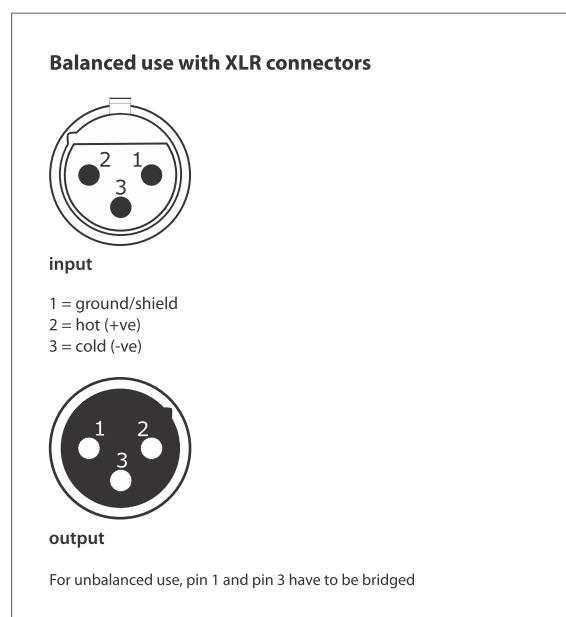 Balanced use with XLR connectors
2 1
3
input
1 = ground/shield
2 = hot (+ve)
3 = cold (-ve)
1 2
3
output
For unbalanced use, pin 1 and pin 3 have to be bridged